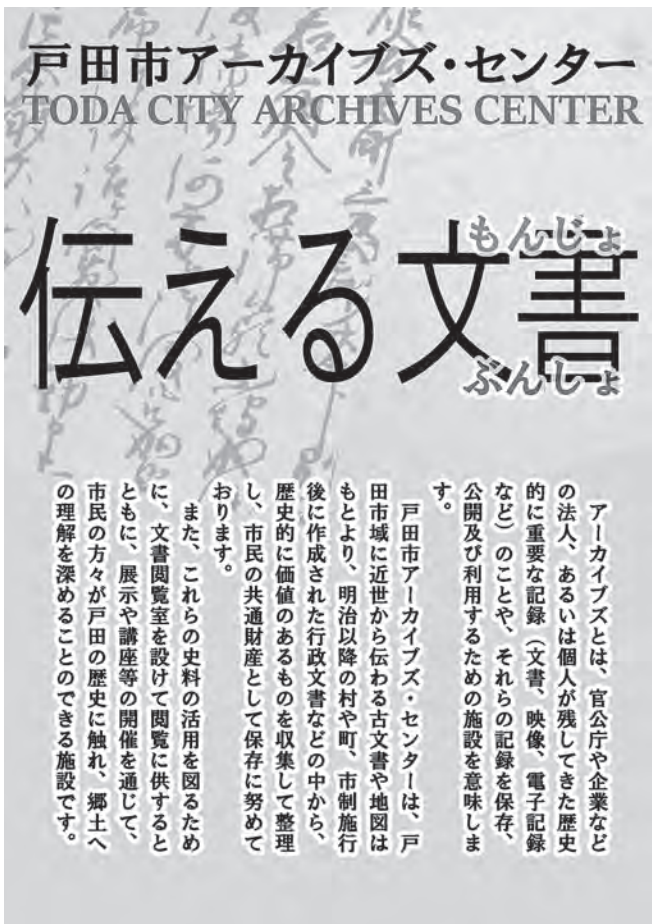 戸田市アーカイブズ・センター
TODA CITY ARCHIVES CENTER
もんじょ
伝える文書
ぶんしょ
アーカイブズとは、官公庁や企業など
の法人、あるいは個人が残してきた歴史
的に重要な記録（文書、映像、電子記録
など）のことや、それらの記録を保存、
公開及び利用するための施設を意味しま
す。
戸田市アーカイブズ・センターは、戸
田市域に近世から伝わる古文書や地図は
もとより、明治以降の村や町、市制施行
後に作成された行政文書などの中から、
歴史的に価値のあるものを収集して整理
し、市民の共通財産として保存に努めて
おります。
また、これらの史料の活用を図るため
に、文書閲覧室を設けて閲覧に供すると
ともに、展示や講座等の開催を通じて、
市民の方々が戸田の歴史に触れ、郷土へ
の理解を深めることのできる施設です。